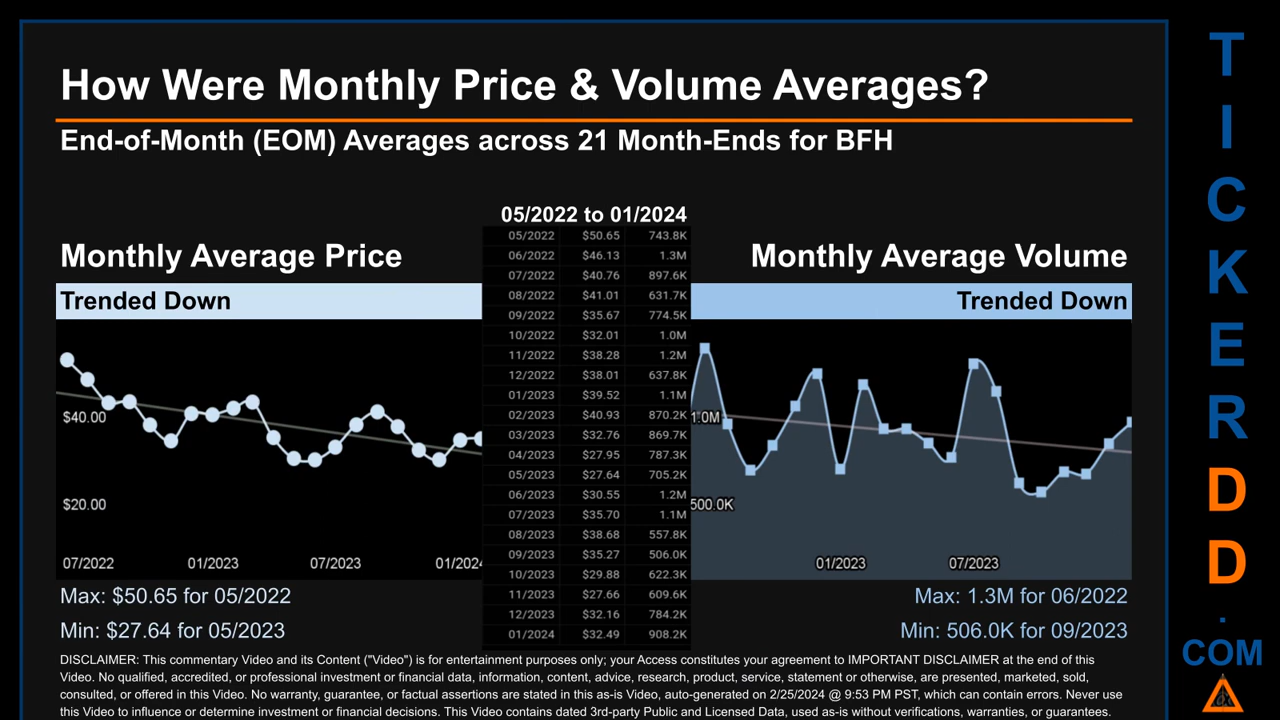 How Were Monthly Price & Volume Averages?
End-of-Month (EOM) Averages across 21 Month-Ends for BFH
05/2022 to 01/2024
Monthly Average Price
Trended Down
$40.00
$20.00
07/2022 01/2023 07/2023 01/2024
Max: $50.65 for 05/2022
Min: $27.64 for 05/2023
05/2022 $50.65 743.8K
06/2022 $46.13 1.3M
07/2022 $40.76 897.6K
08/2022 $41.01 631.7K
09/2022 $35.67 774.5K
10/2022 $32.01 1.0M
11/2022 $38.28 1.2M
12/2022 $38.01 637.8K
01/2023 $39.52 1.1M
02/2023 $40.93 870.2K
03/2023 $32.76 869.7K
04/2023 $27.95 787.3K
05/2023 $27.64 705.2K
06/2023 $30.55 1.2M
07/2023 $35.70 1.1M
08/2023 $38.68 557.8K
09/2023 $35.27 506.0K
10/2023 $29.88 622.3K
11/2023 $27.66 609.6K
12/2023 $32.16 784.2K
01/2024 $32.49 908.2K
Monthly Average Volume
Trended Down
1.0M
500.0K
01/2023 07/2023
Max: 1.3M for 06/2022
Min: 506.0K for 09/2023
DISCLAIMER: This commentary Video and its Content ("Video") is for entertainment purposes only; your Access constitutes your agreement to IMPORTANT DISCLAIMER at the end of this
Video. No qualified, accredited, or professional investment or financial data, information, content, advice, research, product, service, statement or otherwise, are presented, marketed, sold,
consulted, or offered in this Video. No warranty, guarantee, or factual assertions are stated in this as-is Video, auto-generated on 2/25/2024 @ 9:53 PM PST, which can contain errors. Never use
this Video to influence or determine investment or financial decisions. This Video contains dated 3rd-party Public and Licensed Data, used as-is without verifications, warranties, or guarantees.
T
I
C
K
E
R
D
D
.
COM